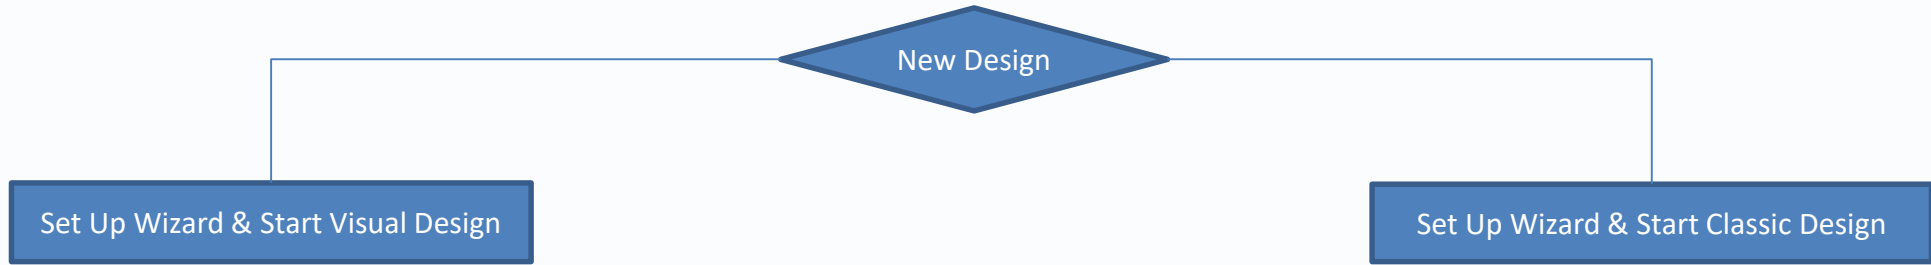 New Design
Set Up Wizard & Start Visual Design
Set Up Wizard & Start Classic Design